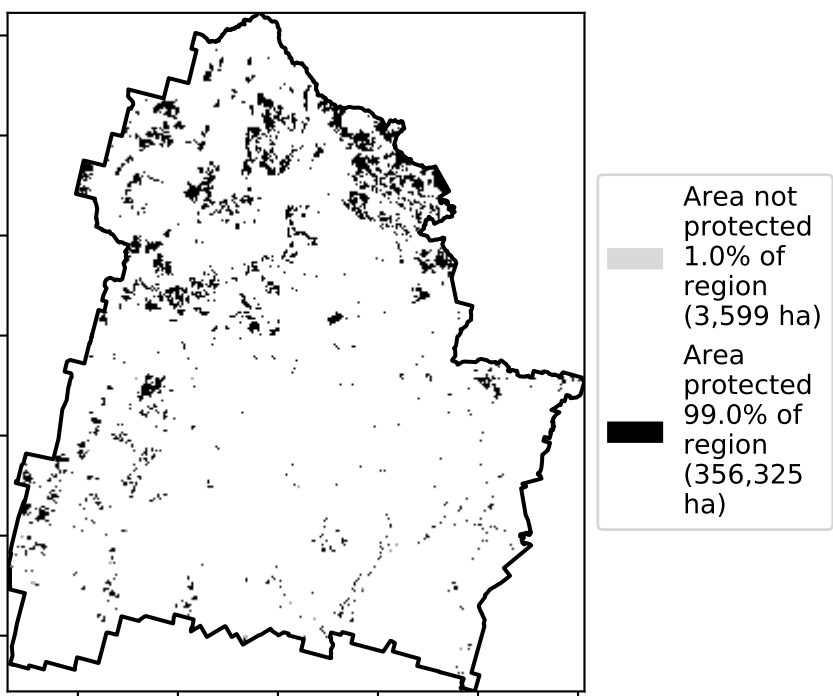 Area not
protected
1.0% of
region
(3,599 ha)
Area
protected
99.0% of
region
(356,325
ha)